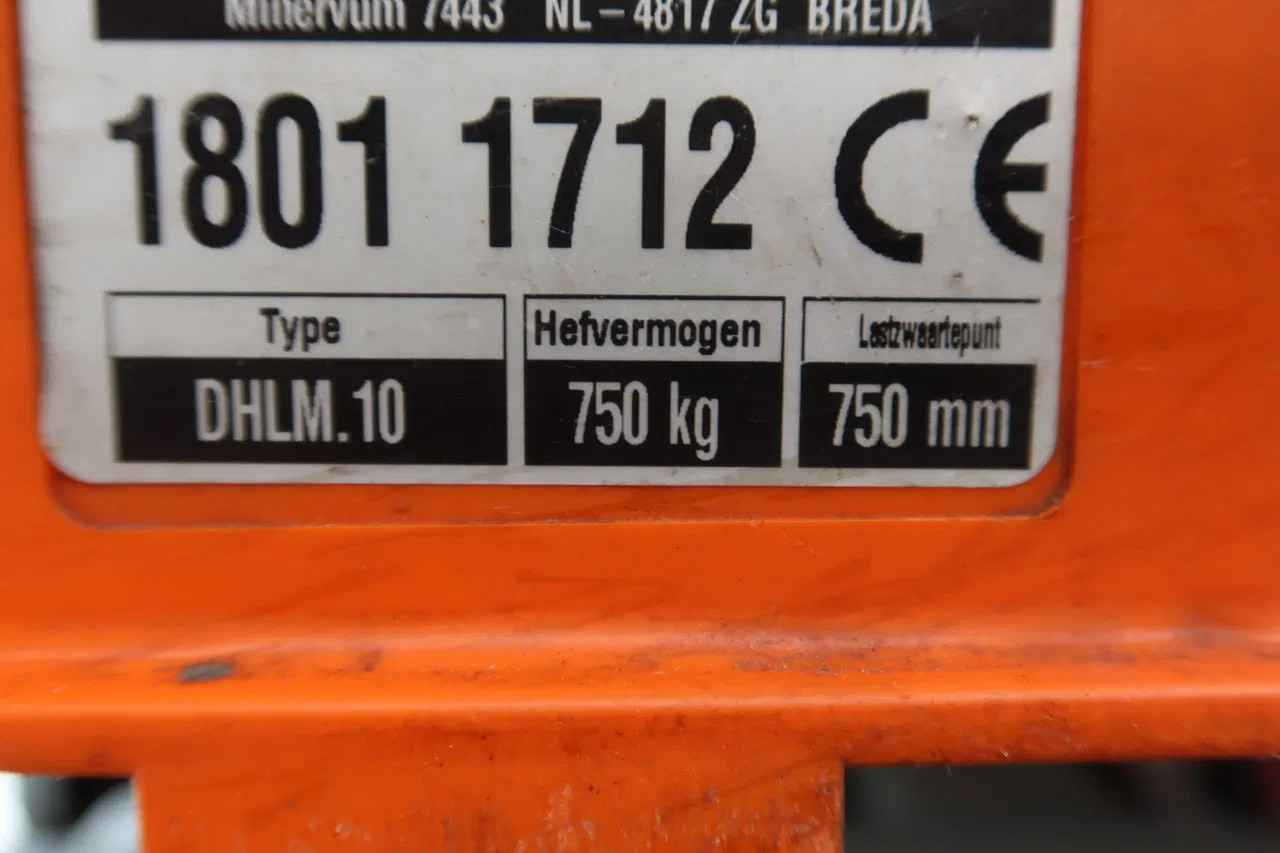 Minervum 7443 NL-4817 ZG BREDA
1801 1712 CE
Type Hefvermogen Lastzwaartepunt
DHLM.10 750 kg 750 mm